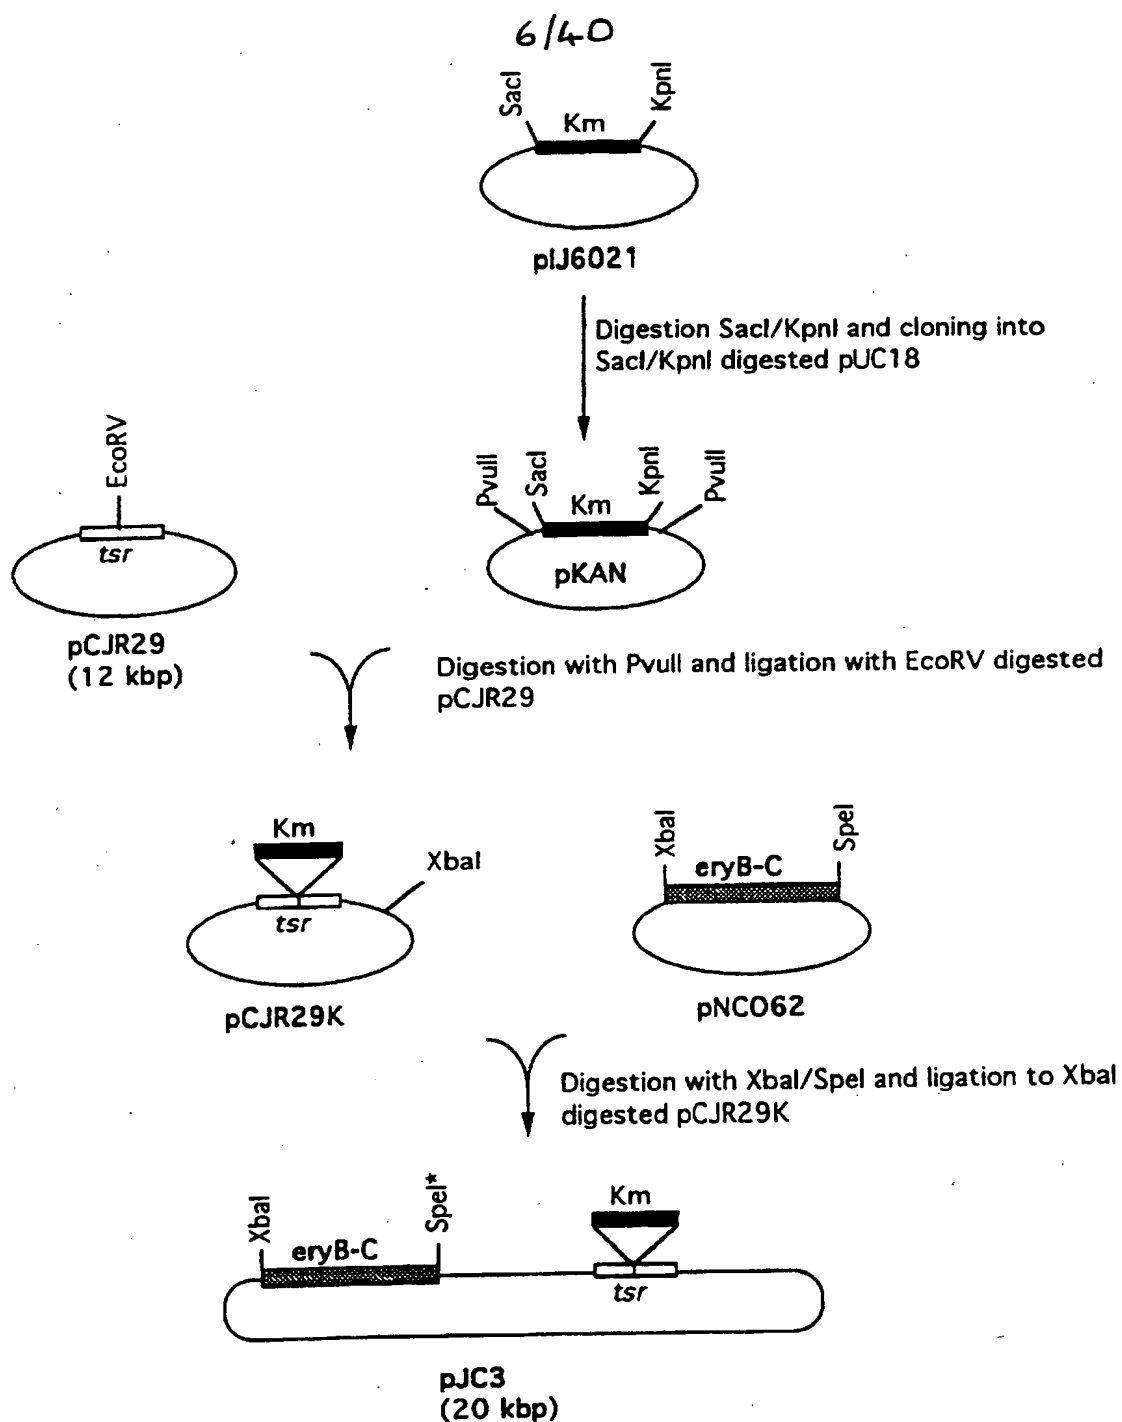 6/40
SacI
Km
KpnI
pIJ6021
Digestion SacI/KpnI and cloning into
SacI/KpnI digested pUC18
EcoRV
tsr
pCJR29
(12 kbp)
PvuII
SacI
Km
KpnI
PvuII
pKAN
Digestion with PvuII and ligation with EcoRV digested
pCJR29
Km
XbaI
tsr
pCJR29K
XbaI
eryB-C
SpeI
pNCO62
Digestion with XbaI/SpeI and ligation to XbaI
digested pCJR29K
XbaI
eryB-C
SpeI*
Km
tsr
pJC3
(20 kbp)